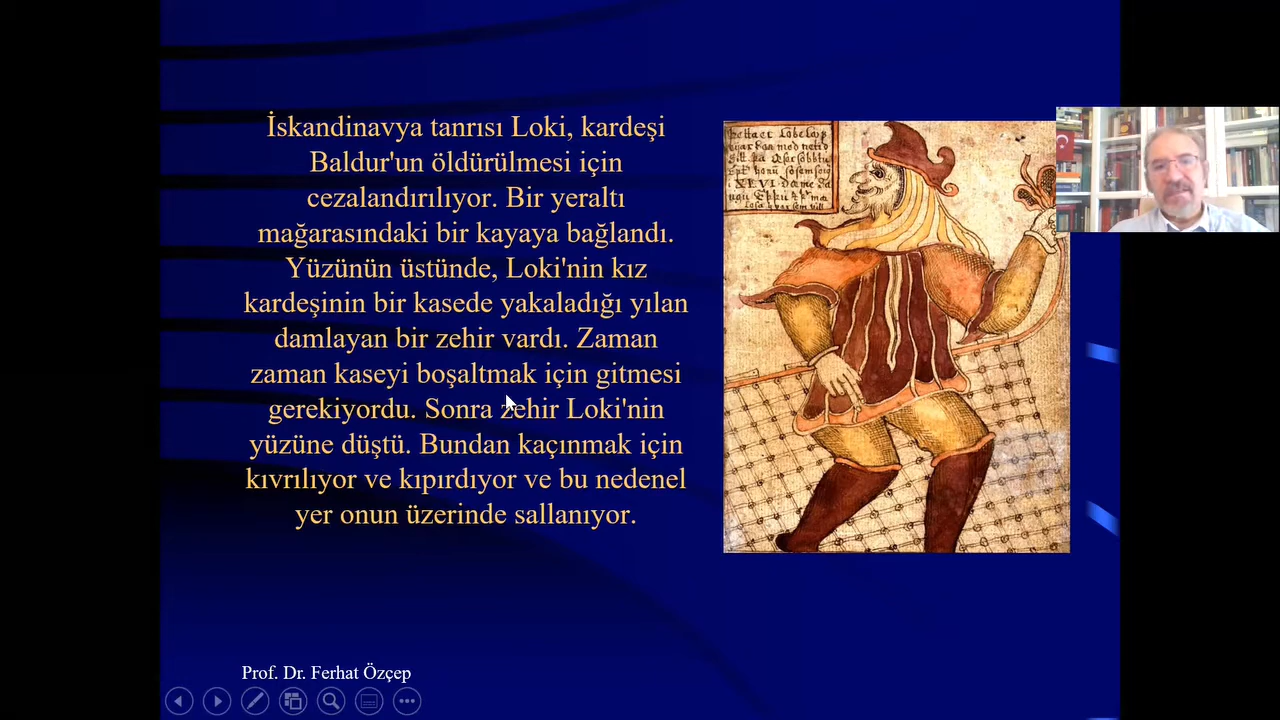 İskandinavya tanrısı Loki, kardeşi
Baldur'un öldürülmesi için
cezalandırılıyor. Bir yeraltı
mağarasındaki bir kayaya bağlandı.
Yüzünün üstünde, Loki'nin kız
kardeşinin bir kasede yakaladığı yılan
damlayan bir zehir vardı. Zaman
zaman kaseyi boşaltmak için gitmesi
gerekiyordu. Sonra zehir Loki'nin
yüzüne düştü. Bundan kaçınmak için
kıvrılıyor ve kıpırdıyor ve bu nedenel
yer onun üzerinde sallanıyor.
Prof. Dr. Ferhat Özçep